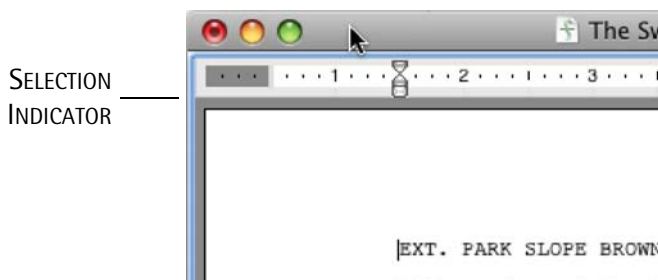 The Sw
SELECTION
INDICATOR
1 2 3
EXT. PARK SLOPE BROWN